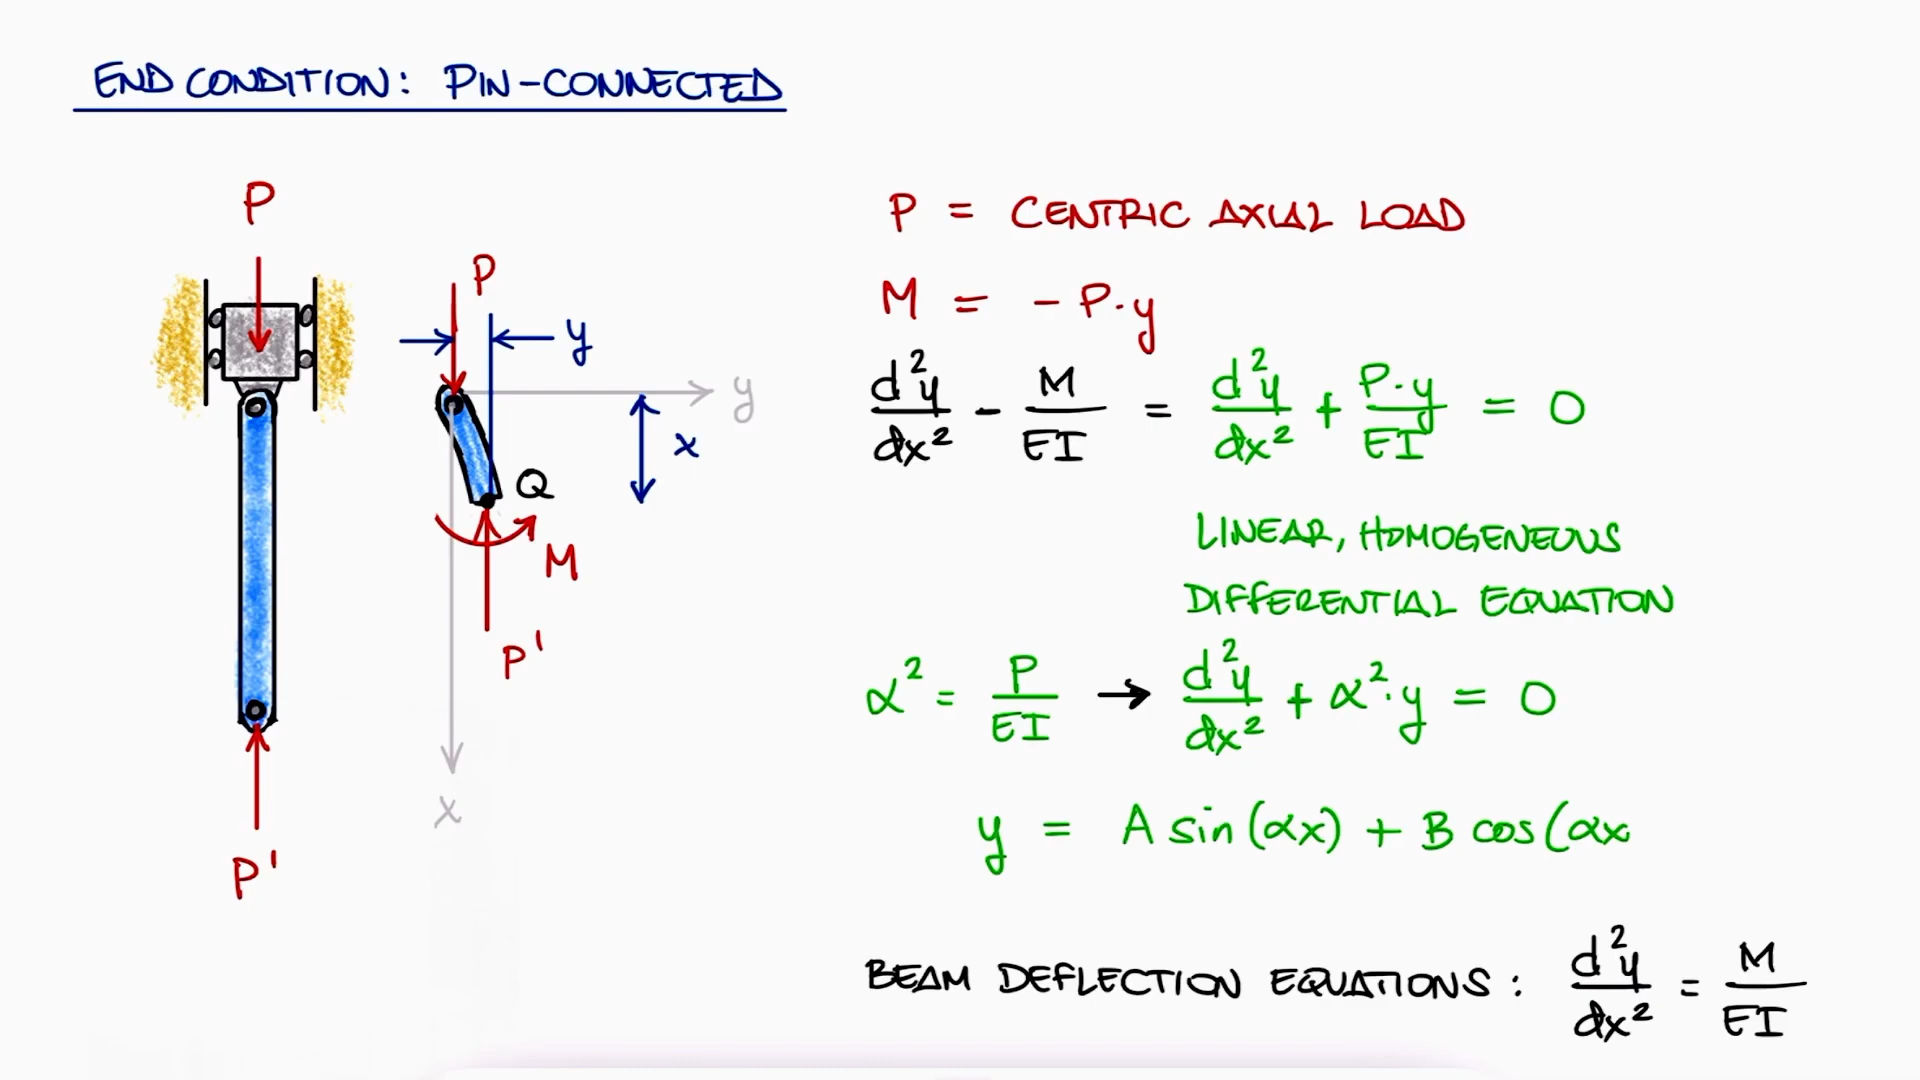 END CONDITION: PIN-CONNECTED
P
P'
P
y
y
x
Q
M
P'
x
P = CENTRIC AXIAL LOAD
M = - P·y
d²y/dx² - M/EI = d²y/dx² + P·y/EI = 0
LINEAR, HOMOGENEOUS
DIFFERENTIAL EQUATION
α² = P/EI → d²y/dx² + α²·y = 0
y = A sin(αx) + B cos(αx
BEAM DEFLECTION EQUATIONS: d²y/dx² = M/EI